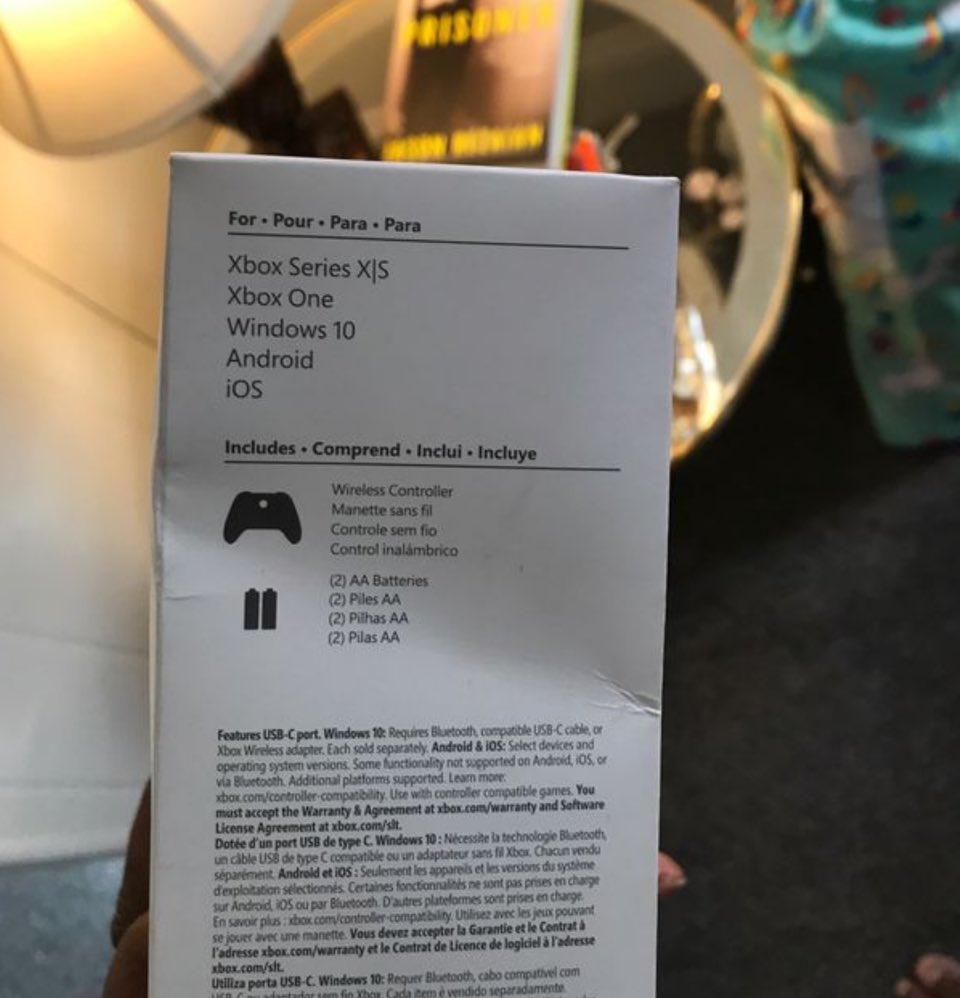 PRISONER
For • Pour • Para • Para
Xbox Series X|S
Xbox One
Windows 10
Android
iOS
Includes • Comprend • Inclui • Incluye
Wireless Controller
Manette sans fil
Controle sem fio
Control inalámbrico
(2) AA Batteries
(2) Piles AA
(2) Pilhas AA
(2) Pilas AA
Features USB-C port. Windows 10: Requires Bluetooth, compatible USB-C cable, or
Xbox Wireless adapter. Each sold separately. Android & iOS: Select devices and
operating system versions. Some functionality not supported on Android, iOS, or
via Bluetooth. Additional platforms supported. Learn more:
xbox.com/controller-compatibility. Use with controller compatible games. You
must accept the Warranty & Agreement at xbox.com/warranty and Software
License Agreement at xbox.com/slt.
Dotée d'un port USB de type C. Windows 10 : Nécessite la technologie Bluetooth,
un câble USB de type C compatible ou un adaptateur sans fil Xbox. Chacun vendu
séparément. Android et iOS : Seulement les appareils et les versions du système
d'exploitation sélectionnés. Certaines fonctionnalités ne sont pas prises en charge
sur Android, iOS ou par Bluetooth. D'autres plateformes sont prises en charge.
En savoir plus : xbox.com/controller-compatibility. Utilisez avec les jeux pouvant
se jouer avec une manette. Vous devez accepter la Garantie et le Contrat à
l'adresse xbox.com/warranty et le Contrat de Licence de logiciel à l'adresse
xbox.com/slt.
Utiliza porta USB-C. Windows 10: Requer Bluetooth, cabo compatível com
USB-C ou adaptador sem fio Xbox. Cada item é vendido separadamente.